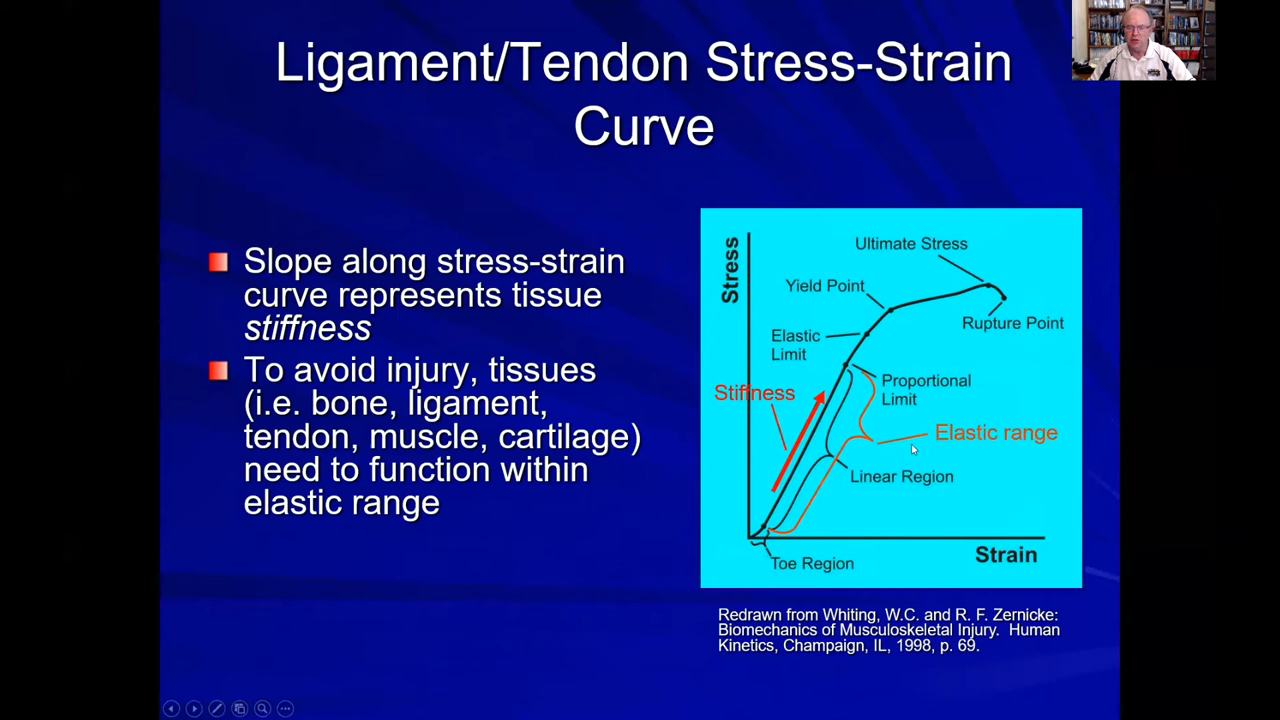 Ligament/Tendon Stress-Strain
Curve
Slope along stress-strain
curve represents tissue
stiffness
To avoid injury, tissues
(i.e. bone, ligament,
tendon, muscle, cartilage)
need to function within
elastic range
Stress
Ultimate Stress
Yield Point
Rupture Point
Elastic
Limit
Proportional
Limit
Stiffness
Elastic range
Linear Region
Strain
Toe Region
Redrawn from Whiting, W.C. and R. F. Zernicke:
Biomechanics of Musculoskeletal Injury. Human
Kinetics, Champaign, IL, 1998, p. 69.